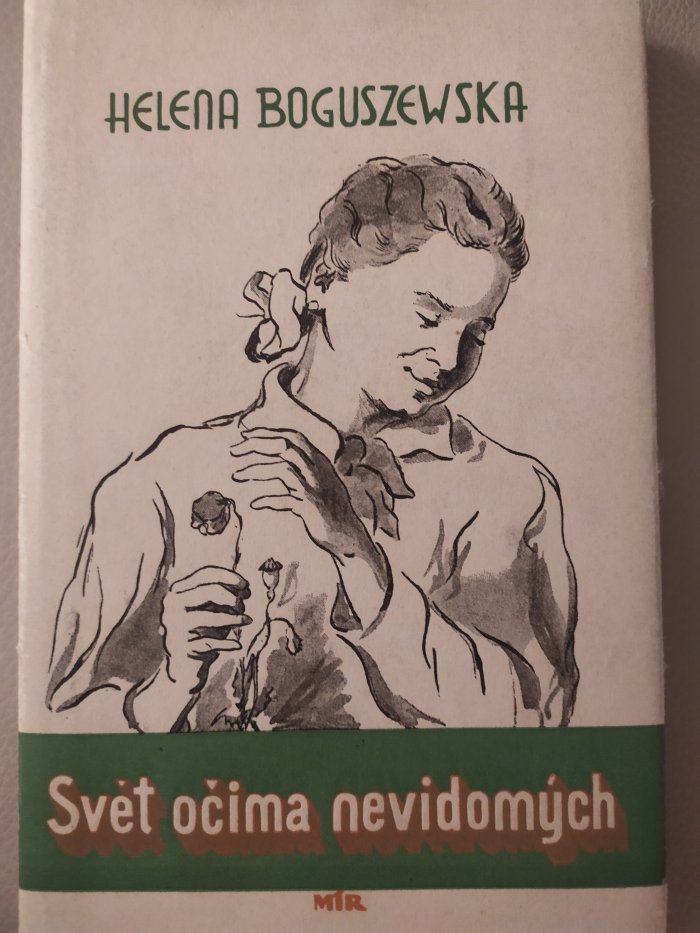 HELENA BOGUSZEWSKA
Svět očima nevidomých
MÍR